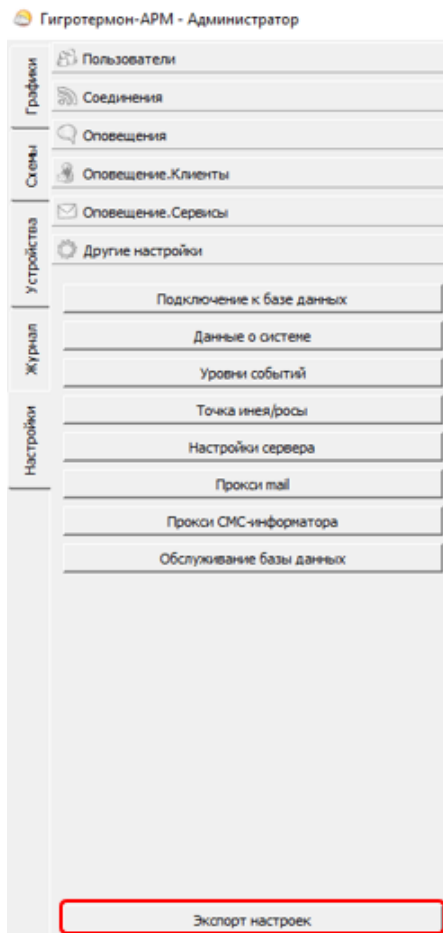 Гигротермон-АРМ - Администратор
Графики
Схемы
Устройства
Журнал
Настройки
Пользователи
Соединения
Оповещения
Оповещение.Клиенты
Оповещение.Сервисы
Другие настройки
Подключение к базе данных
Данные о системе
Уровни событий
Точка инея/росы
Настройки сервера
Прокси mail
Прокси СМС-информатора
Обслуживание базы данных
Экспорт настроек